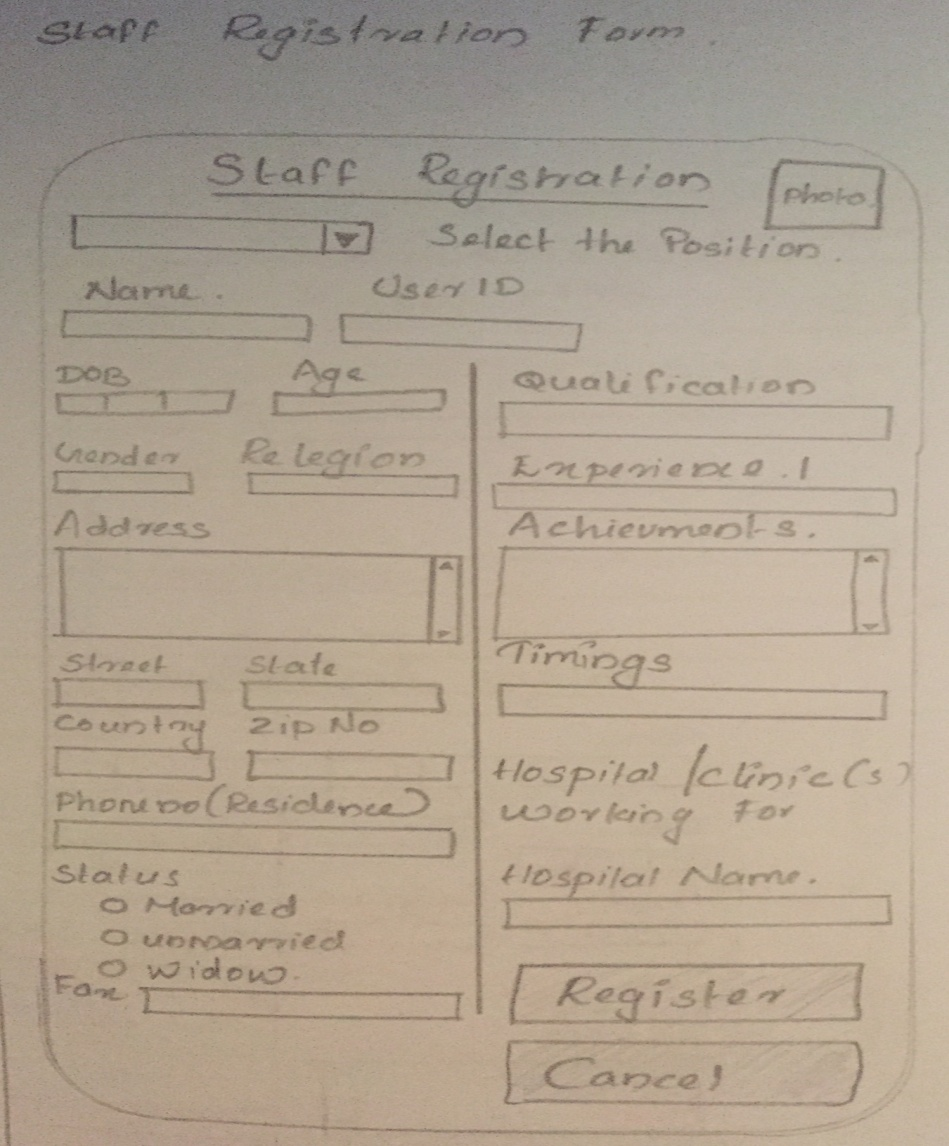 Staff Registration Form.
Staff Registration
Photo
Select the Position.
Name.
User ID
DOB
Age
Gender
Relegion
Address
Street
State
Country
Zip No
Phone no (Residence)
Status
Married
unmarried
widow.
Fax
Qualification
Experience.
Achievments.
Timings
Hospital /clinic(s)
working For
Hospital Name.
Register
Cancel